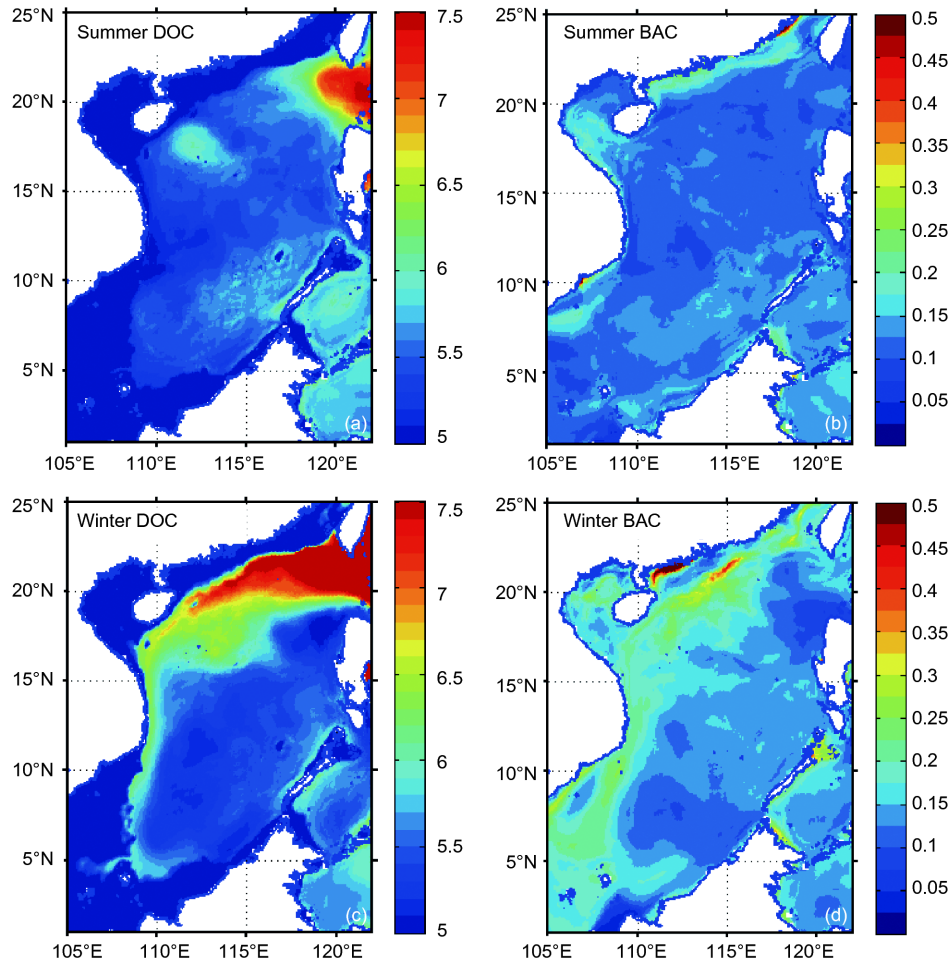 Summer DOC
25°N
20°N
15°N
10°N
5°N
105°E 110°E 115°E 120°E
(a)
7.5
7
6.5
6
5.5
5
Summer BAC
25°N
20°N
15°N
10°N
5°N
105°E 110°E 115°E 120°E
(b)
0.5
0.45
0.4
0.35
0.3
0.25
0.2
0.15
0.1
0.05
Winter DOC
25°N
20°N
15°N
10°N
5°N
105°E 110°E 115°E 120°E
(c)
7.5
7
6.5
6
5.5
5
Winter BAC
25°N
20°N
15°N
10°N
5°N
105°E 110°E 115°E 120°E
(d)
0.5
0.45
0.4
0.35
0.3
0.25
0.2
0.15
0.1
0.05